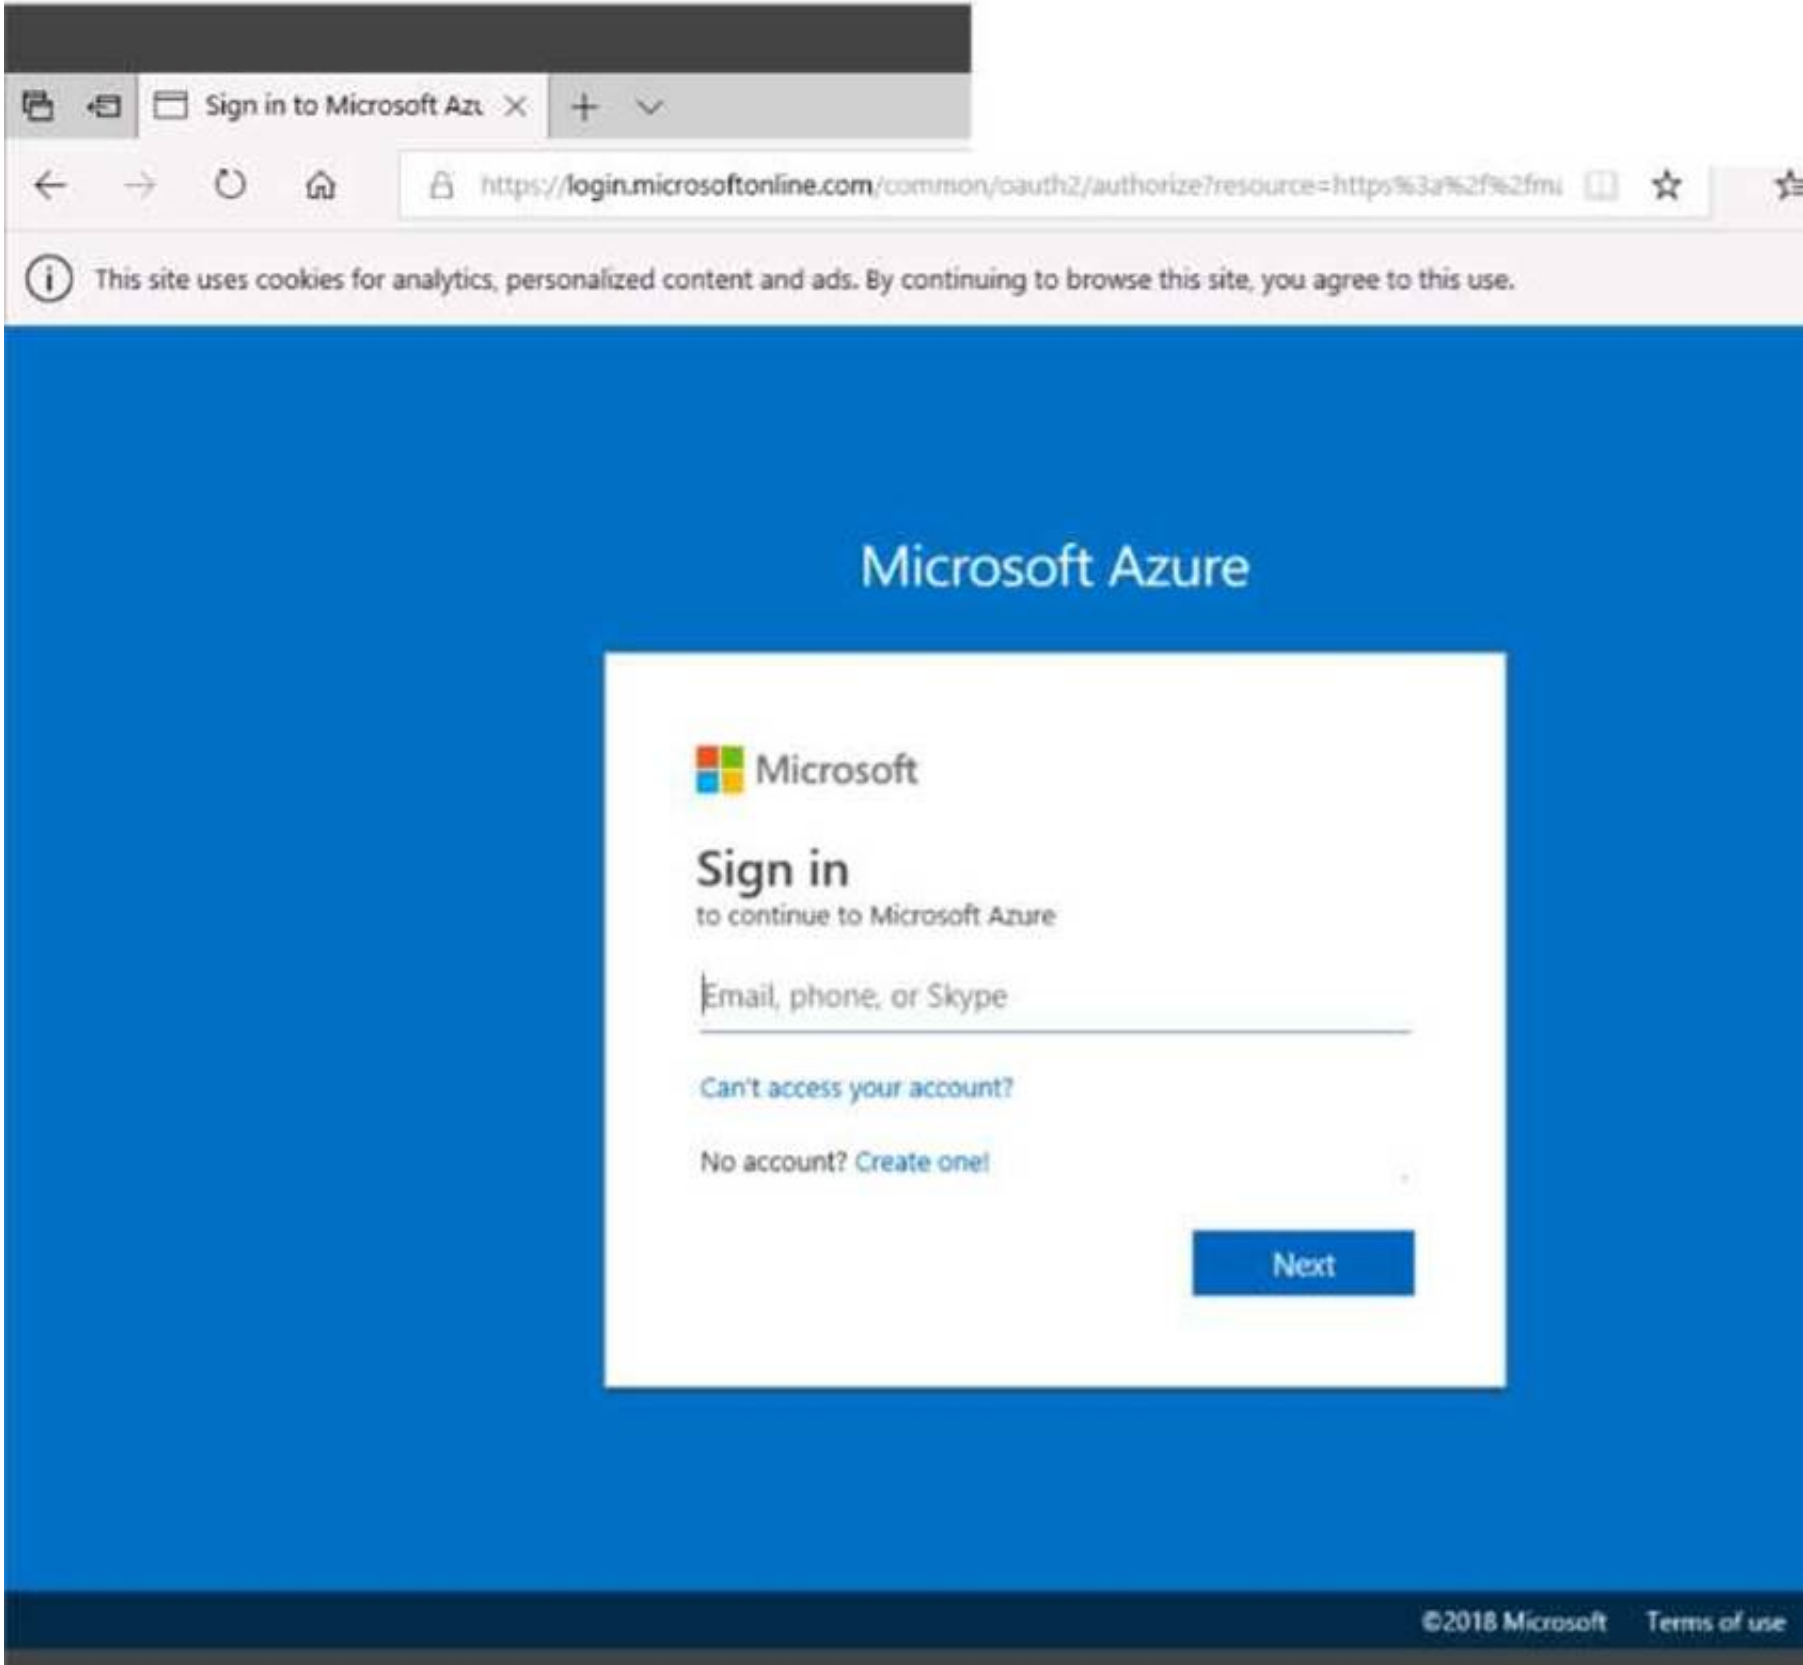 Sign in to Microsoft Azu
https://login.microsoftonline.com/common/oauth2/authorize?resource=https%3a%2f%2fma
This site uses cookies for analytics, personalized content and ads. By continuing to browse this site, you agree to this use.
Microsoft Azure
Microsoft
Sign in
to continue to Microsoft Azure
Email, phone, or Skype
Can't access your account?
No account? Create one!
Next
©2018 Microsoft Terms of use